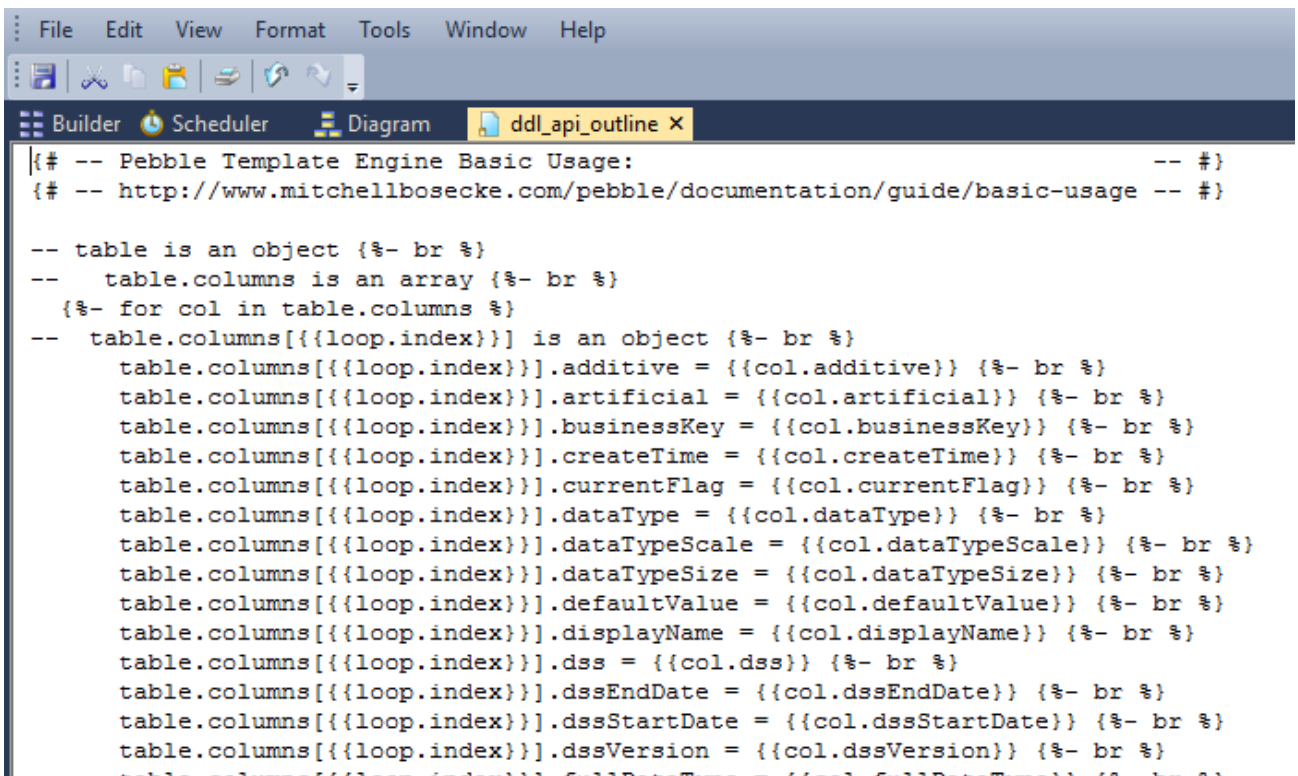 File Edit View Format Tools Window Help
Builder Scheduler Diagram ddl_api_outline ×
{# -- Pebble Template Engine Basic Usage: -- #}
{# -- http://www.mitchellbosecke.com/pebble/documentation/guide/basic-usage -- #}
-- table is an object {%- br %}
-- table.columns is an array {%- br %}
{%- for col in table.columns %}
-- table.columns[{{loop.index}}] is an object {%- br %}
table.columns[{{loop.index}}].additive = {{col.additive}} {%- br %}
table.columns[{{loop.index}}].artificial = {{col.artificial}} {%- br %}
table.columns[{{loop.index}}].businessKey = {{col.businessKey}} {%- br %}
table.columns[{{loop.index}}].createTime = {{col.createTime}} {%- br %}
table.columns[{{loop.index}}].currentFlag = {{col.currentFlag}} {%- br %}
table.columns[{{loop.index}}].dataType = {{col.dataType}} {%- br %}
table.columns[{{loop.index}}].dataTypeScale = {{col.dataTypeScale}} {%- br %}
table.columns[{{loop.index}}].dataTypeSize = {{col.dataTypeSize}} {%- br %}
table.columns[{{loop.index}}].defaultValue = {{col.defaultValue}} {%- br %}
table.columns[{{loop.index}}].displayName = {{col.displayName}} {%- br %}
table.columns[{{loop.index}}].dss = {{col.dss}} {%- br %}
table.columns[{{loop.index}}].dssEndDate = {{col.dssEndDate}} {%- br %}
table.columns[{{loop.index}}].dssStartDate = {{col.dssStartDate}} {%- br %}
table.columns[{{loop.index}}].dssVersion = {{col.dssVersion}} {%- br %}